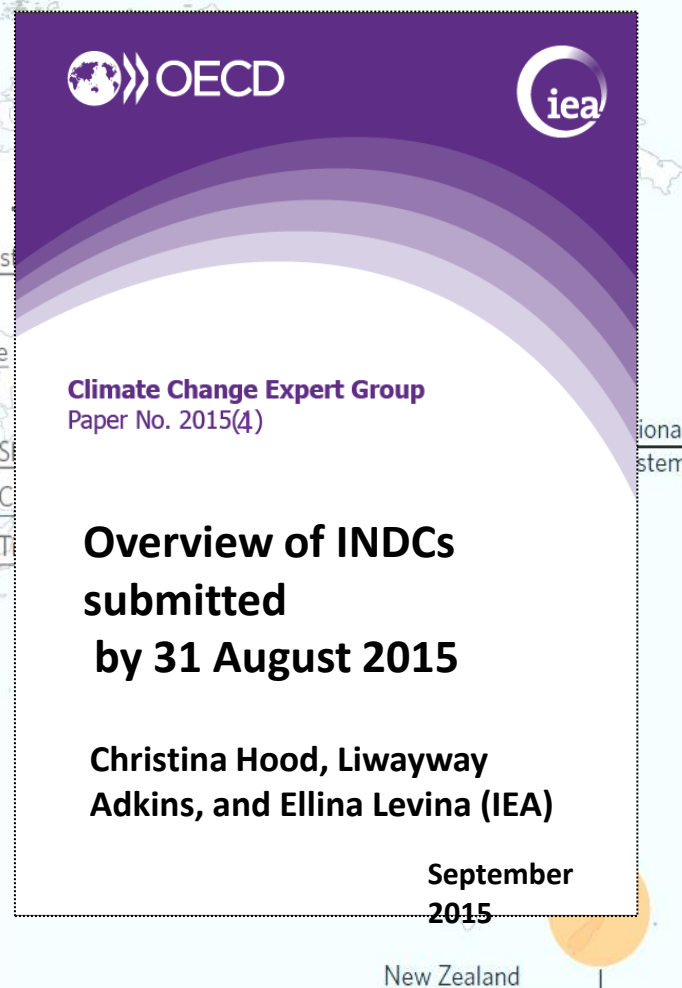 OECD
iea
Climate Change Expert Group
Paper No. 2015(4)
Overview of INDCs
submitted
by 31 August 2015
Christina Hood, Liwayway
Adkins, and Ellina Levina (IEA)
September
2015
New Zealand